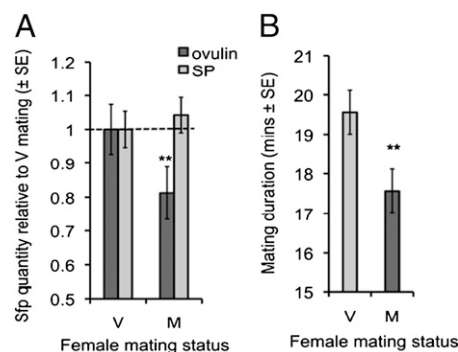 A
Sfp quantity relative to V mating (± SE)
1.2
1.1
1
0.9
0.8
0.7
0.6
0.5
ovulin
SP
**
V M
Female mating status
B
Mating duration (mins ± SE)
21
20
19
18
17
16
15
**
V M
Female mating status